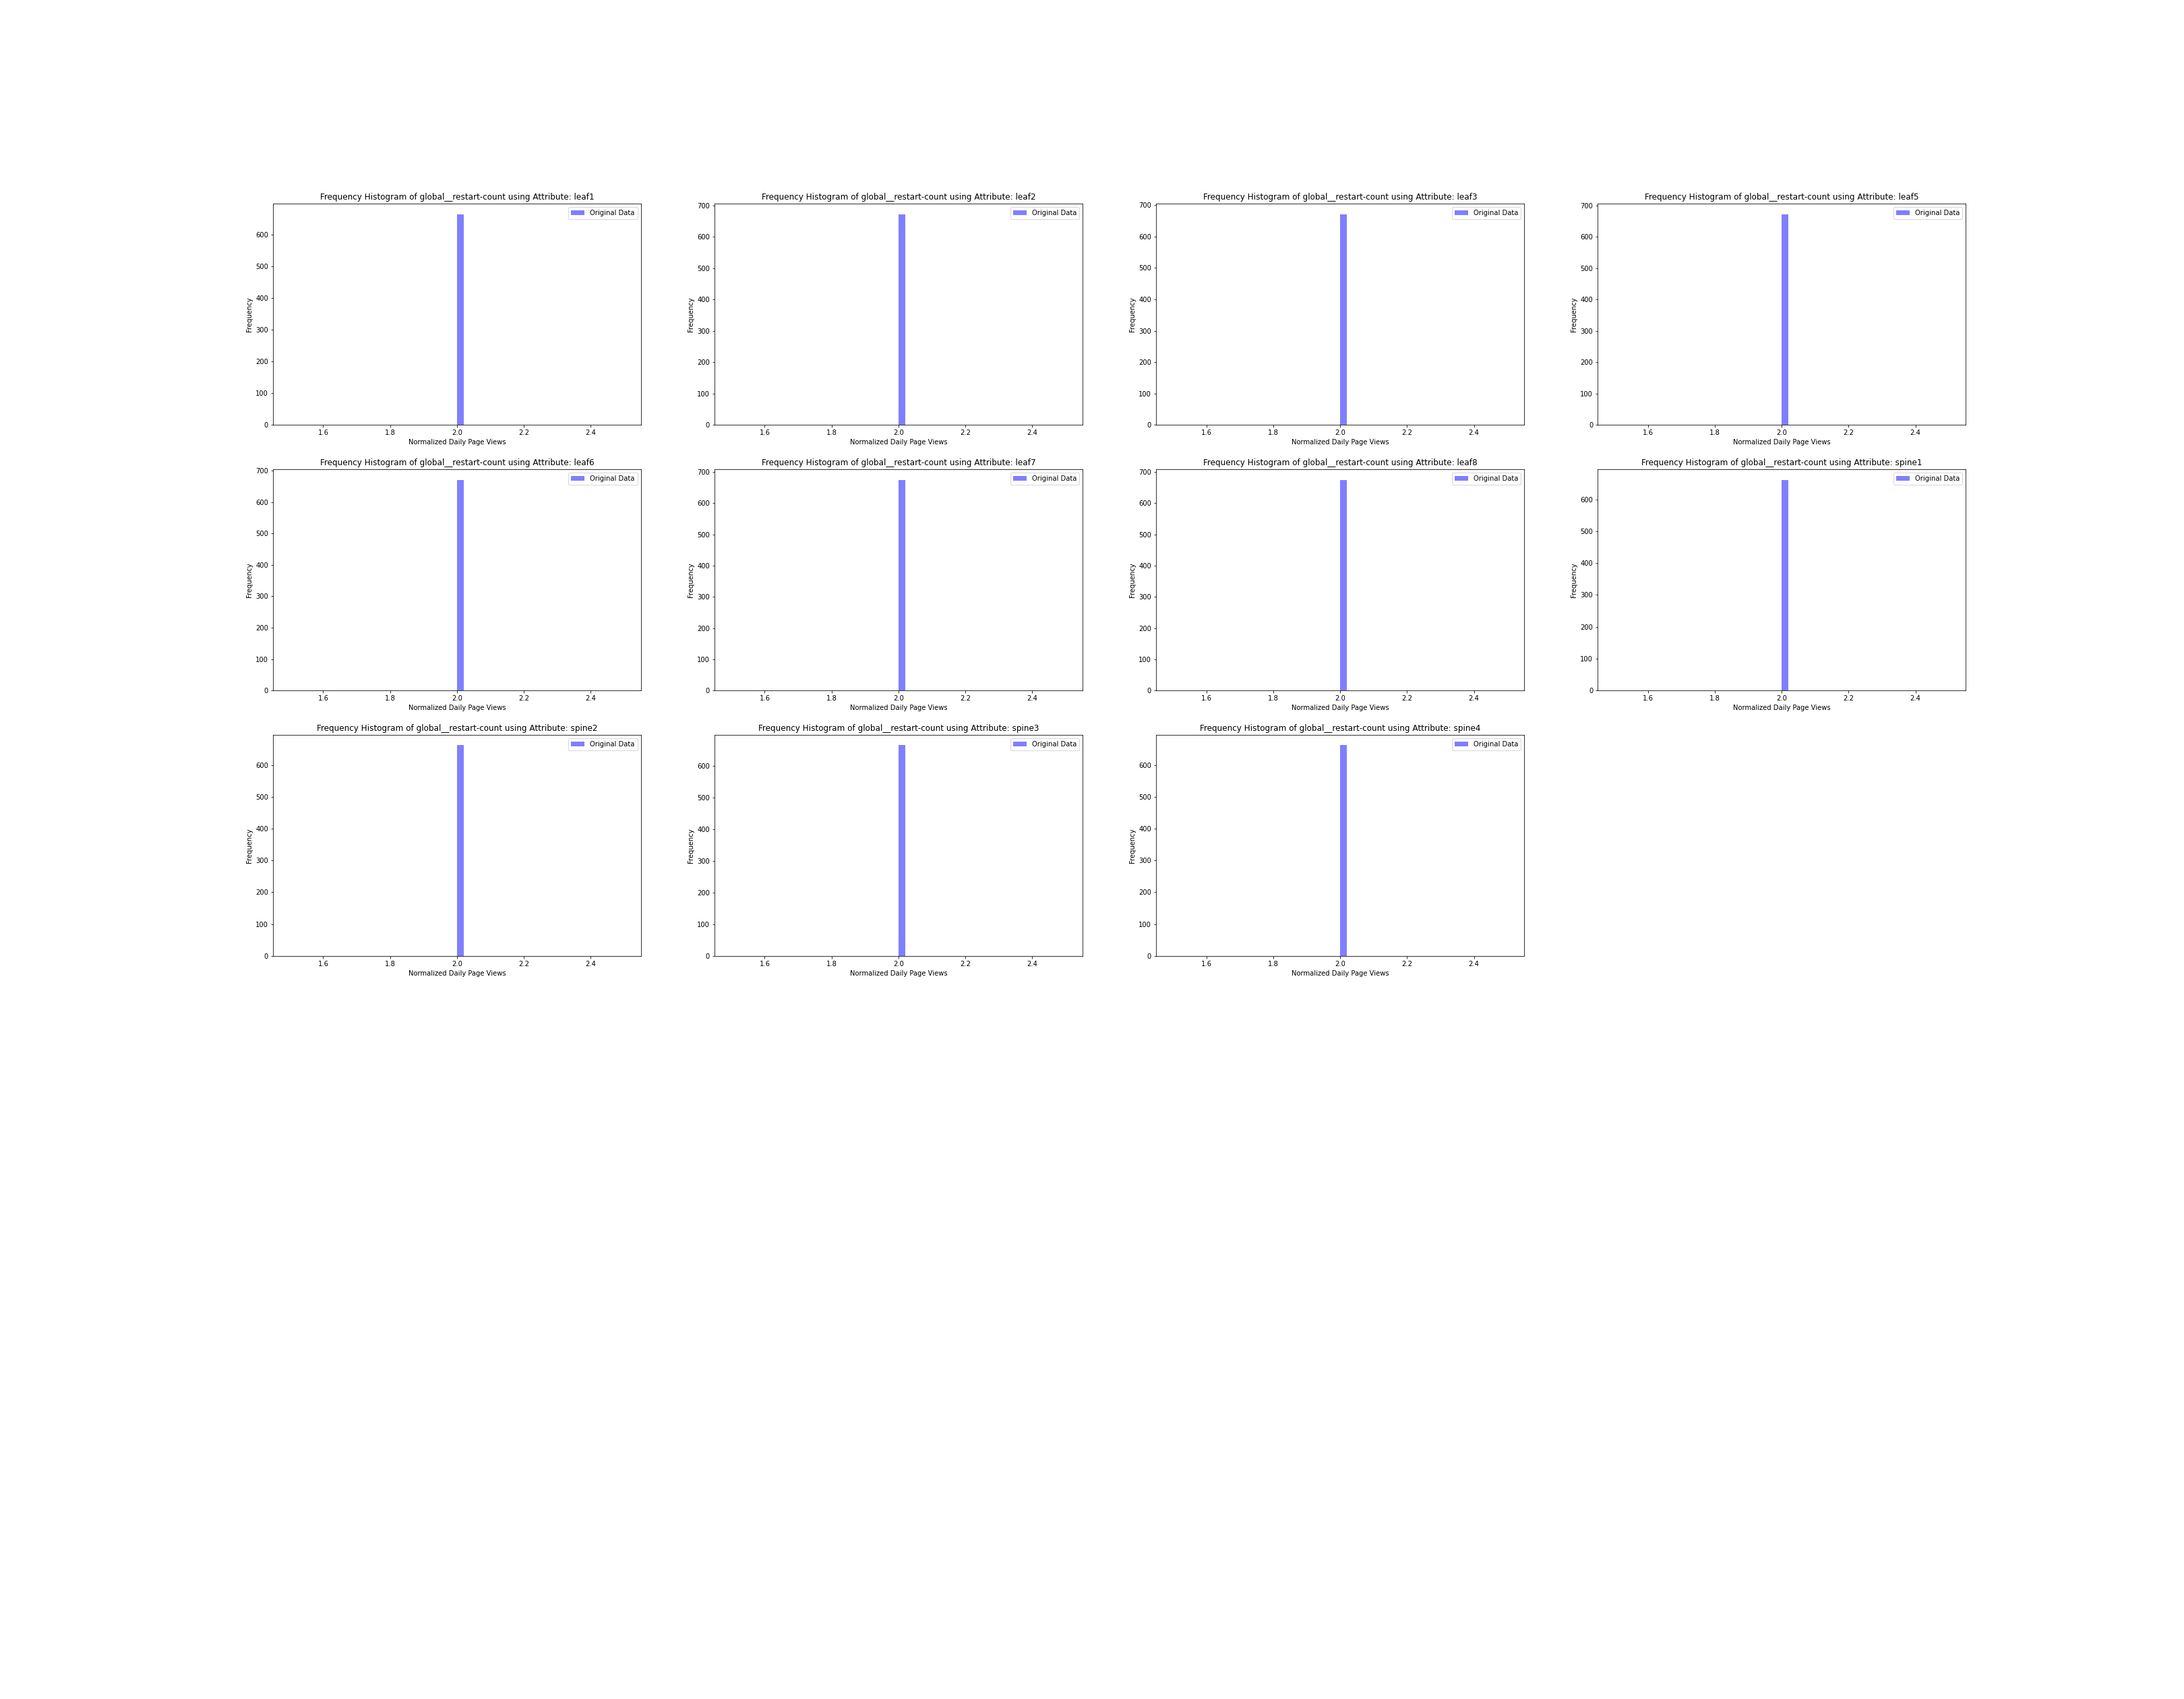 Frequency Histogram of global__restart-count using Attribute: leaf1
Original Data
600
500
400
300
200
100
0
Frequency
1.6 1.8 2.0 2.2 2.4
Normalized Daily Page Views
Frequency Histogram of global__restart-count using Attribute: leaf2
Original Data
700
600
500
400
300
200
100
0
Frequency
1.6 1.8 2.0 2.2 2.4
Normalized Daily Page Views
Frequency Histogram of global__restart-count using Attribute: leaf3
Original Data
700
600
500
400
300
200
100
0
Frequency
1.6 1.8 2.0 2.2 2.4
Normalized Daily Page Views
Frequency Histogram of global__restart-count using Attribute: leaf5
Original Data
700
600
500
400
300
200
100
0
Frequency
1.6 1.8 2.0 2.2 2.4
Normalized Daily Page Views
Frequency Histogram of global__restart-count using Attribute: leaf6
Original Data
700
600
500
400
300
200
100
0
Frequency
1.6 1.8 2.0 2.2 2.4
Normalized Daily Page Views
Frequency Histogram of global__restart-count using Attribute: leaf7
Original Data
700
600
500
400
300
200
100
0
Frequency
1.6 1.8 2.0 2.2 2.4
Normalized Daily Page Views
Frequency Histogram of global__restart-count using Attribute: leaf8
Original Data
700
600
500
400
300
200
100
0
Frequency
1.6 1.8 2.0 2.2 2.4
Normalized Daily Page Views
Frequency Histogram of global__restart-count using Attribute: spine1
Original Data
600
500
400
300
200
100
0
Frequency
1.6 1.8 2.0 2.2 2.4
Normalized Daily Page Views
Frequency Histogram of global__restart-count using Attribute: spine2
Original Data
600
500
400
300
200
100
0
Frequency
1.6 1.8 2.0 2.2 2.4
Normalized Daily Page Views
Frequency Histogram of global__restart-count using Attribute: spine3
Original Data
600
500
400
300
200
100
0
Frequency
1.6 1.8 2.0 2.2 2.4
Normalized Daily Page Views
Frequency Histogram of global__restart-count using Attribute: spine4
Original Data
600
500
400
300
200
100
0
Frequency
1.6 1.8 2.0 2.2 2.4
Normalized Daily Page Views